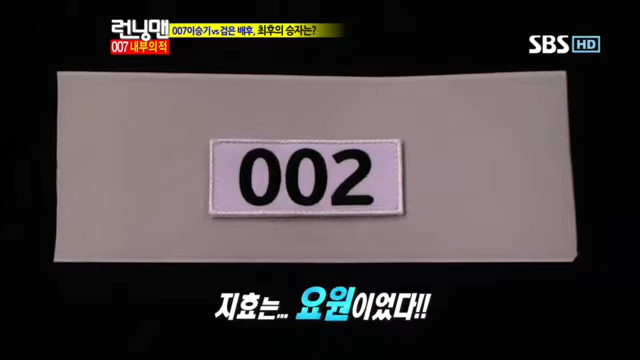 런닝맨
007 내부의 적
007이승기 vs 검은 배후, 최후의 승자는?
SBS HD
002
지효는... 요원이었다!!